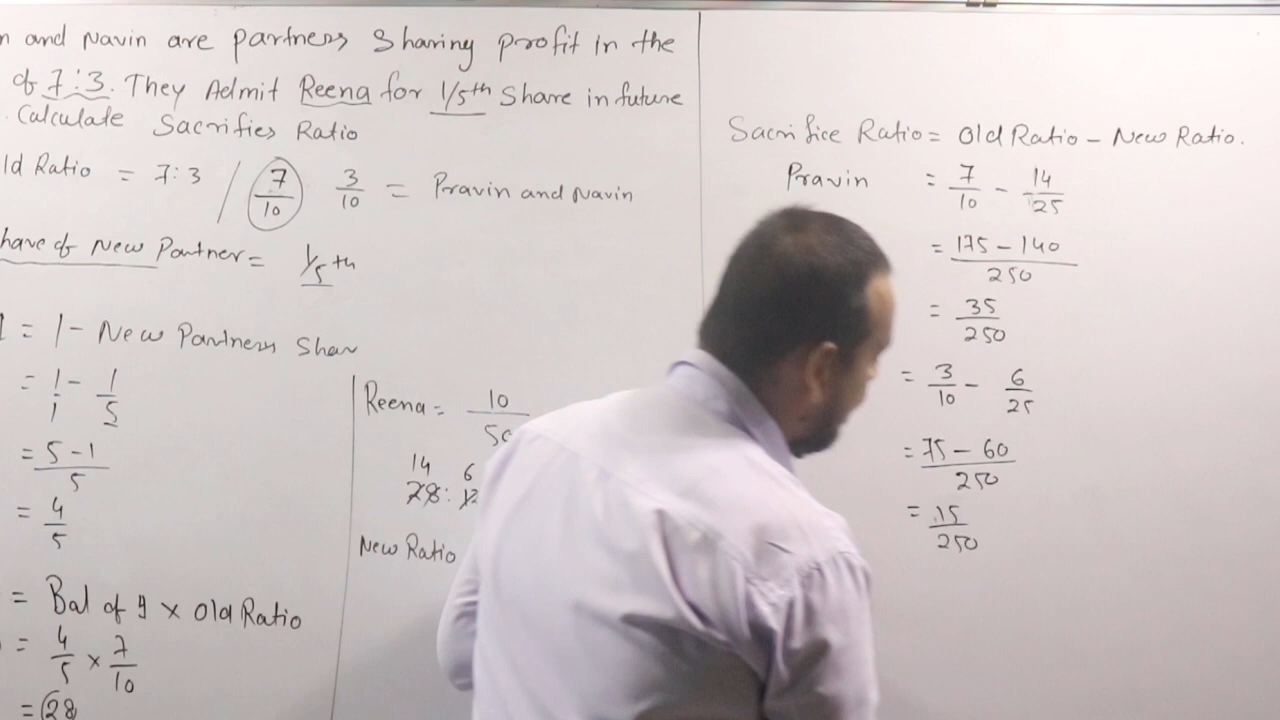 n and Navin are partners sharing profit in the
of 7:3. They Admit Reena for 1/5th Share in future
. Calculate Sacrifies Ratio
ld Ratio = 7:3 / 7/10 3/10 = Pravin and Navin
hare of New Partner = 1/5th
1 = 1 - New Partners Shar
= 1/1 - 1/5
= 5-1/5
= 4/5
= Bal of 1 × Old Ratio
= 4/5 × 7/10
= 28
Reena = 10/50
14 6
28: 12
New Ratio
Sacrifice Ratio = Old Ratio - New Ratio.
Pravin = 7/10 - 14/25
= 175 - 140/250
= 35/250
= 3/10 - 6/25
= 75 - 60/250
= 15/250